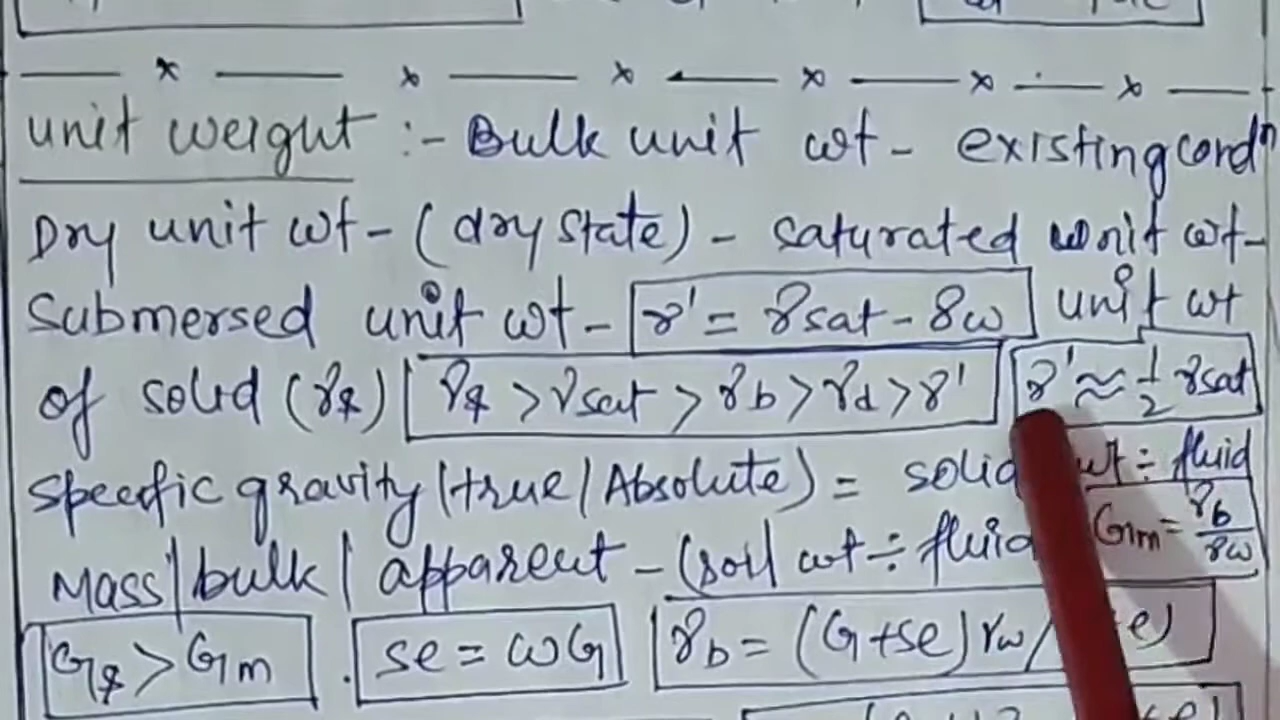 unit weigut :- Bulk unit wt - existing condⁿ
Dry unit wt - (dry state) - saturated unit wt -
Submersed unit wt - γ' = γsat - γw unit wt
of solid (γs) γs > γsat > γb > γd > γ' γ' ≈ 1/2 γsat
specific gravity (true/Absolute) = solid wt ÷ fluid
Mass/bulk/apparent - (soil wt ÷ fluid Gm = γb/γw
Gs > Gm . se = ωG γb = (G+se)γw/ +e)